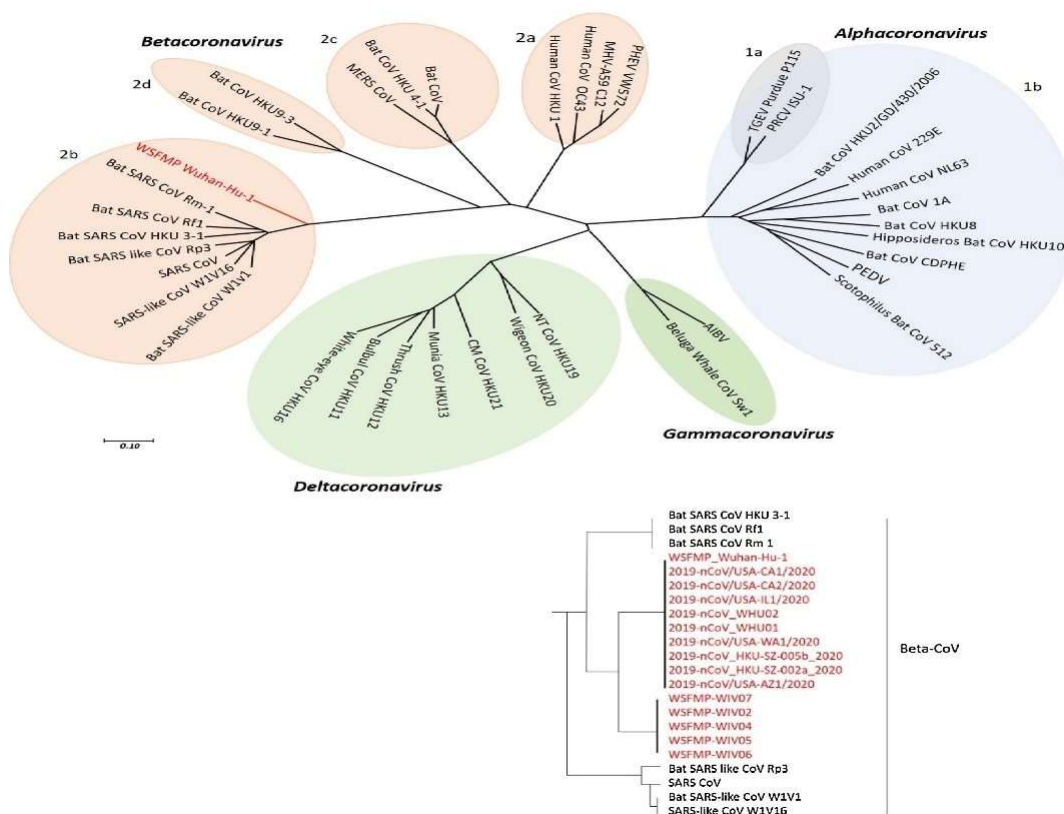 Betacoronavirus
2d
Bat CoV HKU9-3
Bat CoV HKU9-1
2c
MERS CoV
Bat CoV HKU 4-1
Bat CoV
2a
Human CoV HKU 1
Human CoV OC43
MHV-A59 C12
PHEV VW572
Alphacoronavirus
1a
TGEV Purdue P115
PRCV ISU-1
1b
Bat CoV HKU2/GD/430/2006
Human CoV 229E
Human CoV NL63
Bat CoV 1A
Bat CoV HKU8
Hipposideros Bat CoV HKU10
Bat CoV CDPHE
PEDV
Scotophilus Bat CoV 512
2b
WSFMP Wuhan-Hu-1
Bat SARS CoV Rm-1
Bat SARS CoV Rf1
Bat SARS CoV HKU 3-1
Bat SARS like CoV Rp3
SARS CoV
SARS-like CoV W1V16
Bat SARS-like CoV W1v1
White-eye CoV HKU16
Bulbul CoV HKU11
Thrush CoV HKU12
Munia CoV HKU13
CM CoV HKU21
Wigeon CoV HKU20
NT CoV HKU19
Deltacoronavirus
AIBV
Beluga Whale CoV Sw1
Gammacoronavirus
0.10
Bat SARS CoV HKU 3-1
Bat SARS CoV Rf1
Bat SARS CoV Rm 1
WSFMP_Wuhan-Hu-1
2019-nCoV/USA-CA1/2020
2019-nCoV/USA-CA2/2020
2019-nCoV/USA-IL1/2020
2019-nCoV_WHU02
2019-nCoV_WHU01
2019-nCoV/USA-WA1/2020
2019-nCoV_HKU-SZ-005b_2020
2019-nCoV_HKU-SZ-002a_2020
2019-nCoV/USA-AZ1/2020
WSFMP-WIV07
WSFMP-WIV02
WSFMP-WIV04
WSFMP-WIV05
WSFMP-WIV06
Bat SARS like CoV Rp3
SARS CoV
Bat SARS-like CoV W1V1
SARS-like CoV W1V16
Beta-CoV